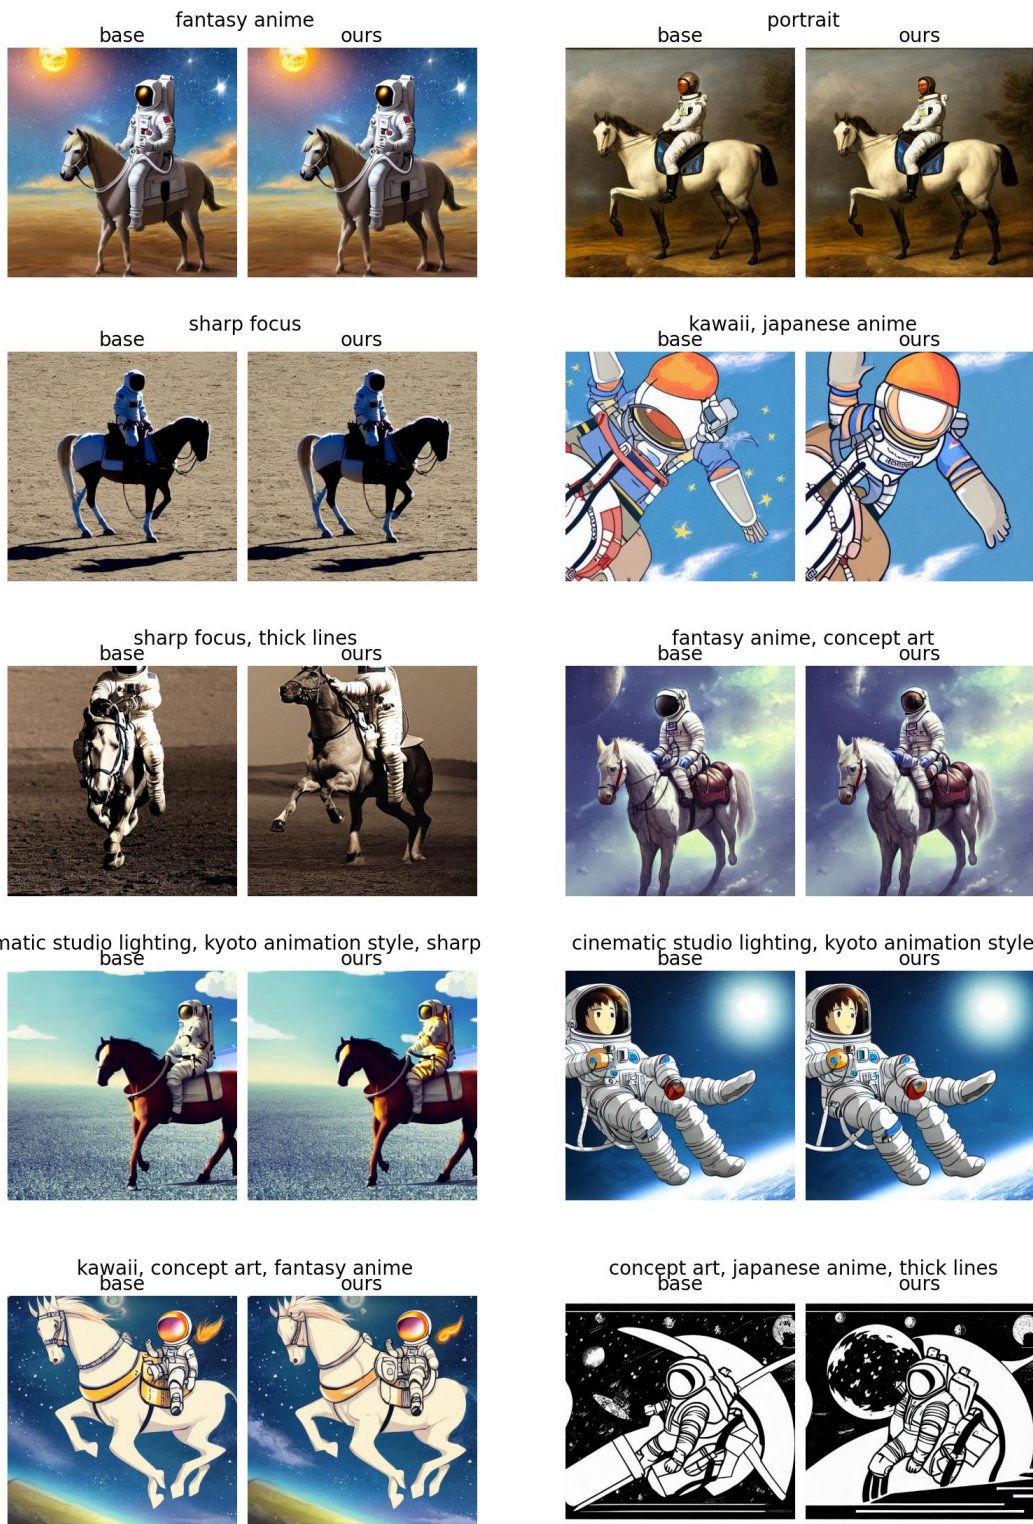 fantasy anime
base ours
portrait
base ours
sharp focus
base ours
kawaii, japanese anime
base ours
sharp focus, thick lines
base ours
fantasy anime, concept art
base ours
matic studio lighting, kyoto animation style, sharp
base ours
cinematic studio lighting, kyoto animation style
base ours
kawaii, concept art, fantasy anime
base ours
concept art, japanese anime, thick lines
base ours